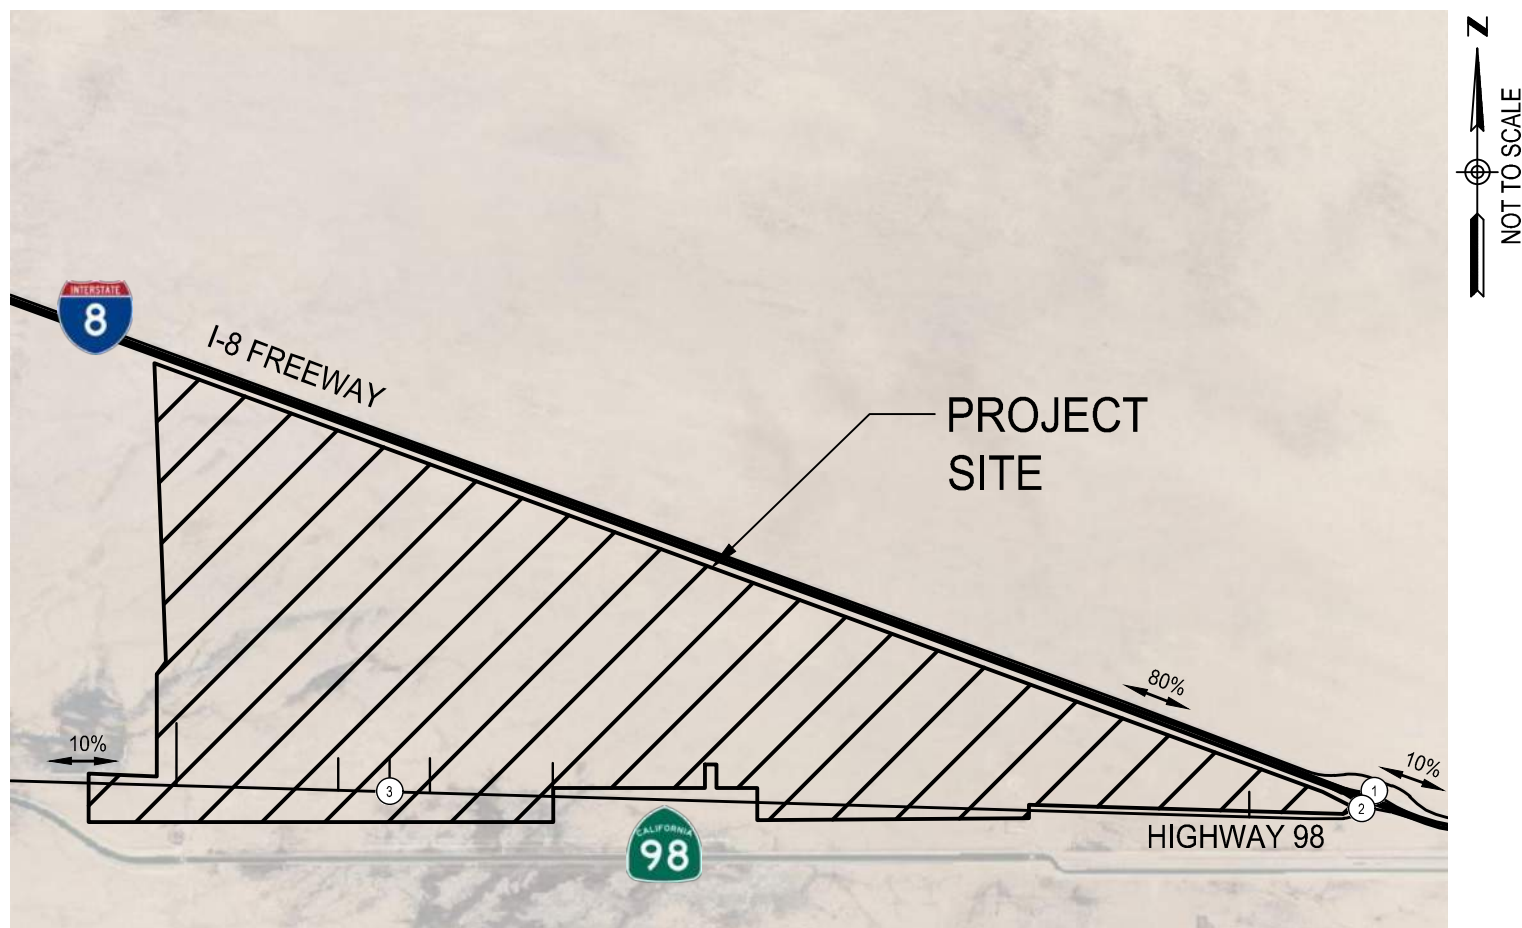 N
NOT TO SCALE
INTERSTATE
8
I-8 FREEWAY
PROJECT
SITE
80%
10%
10%
1
2
3
HIGHWAY 98
CALIFORNIA
98